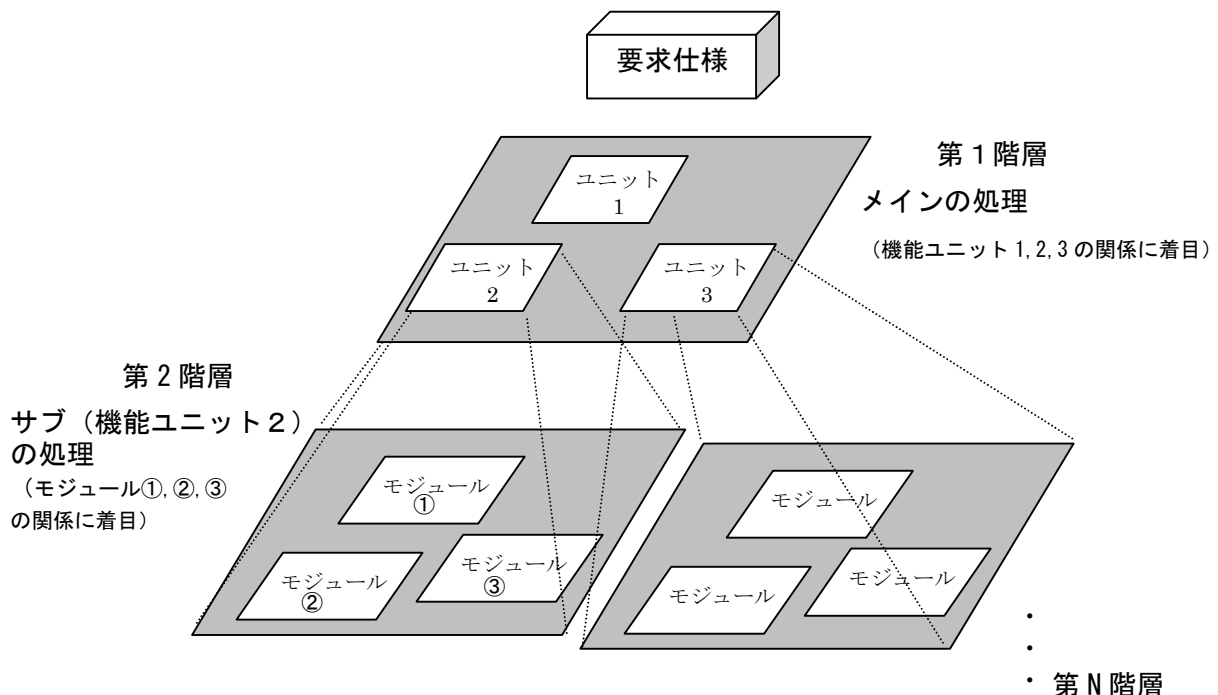 要求仕様
第１階層
メインの処理
（機能ユニット 1,2,3 の関係に着目）
ユニット
1
ユニット
2
ユニット
3
第２階層
サブ（機能ユニット２）
の処理
（モジュール①,②,③
の関係に着目）
モジュール
①
モジュール
②
モジュール
③
モジュール
モジュール
モジュール
・
・
・
第Ｎ階層